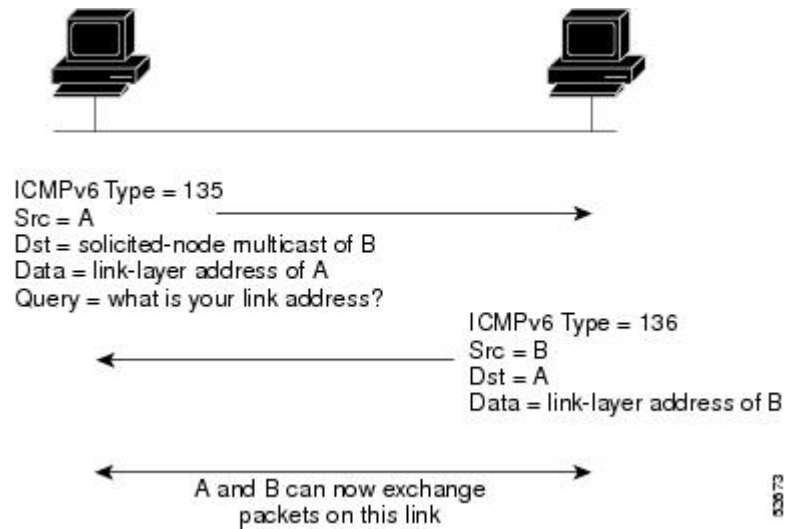 ICMPv6 Type = 135
Src = A
Dst = solicited-node multicast of B
Data = link-layer address of A
Query = what is your link address?
ICMPv6 Type = 136
Src = B
Dst = A
Data = link-layer address of B
A and B can now exchange
packets on this link
52673